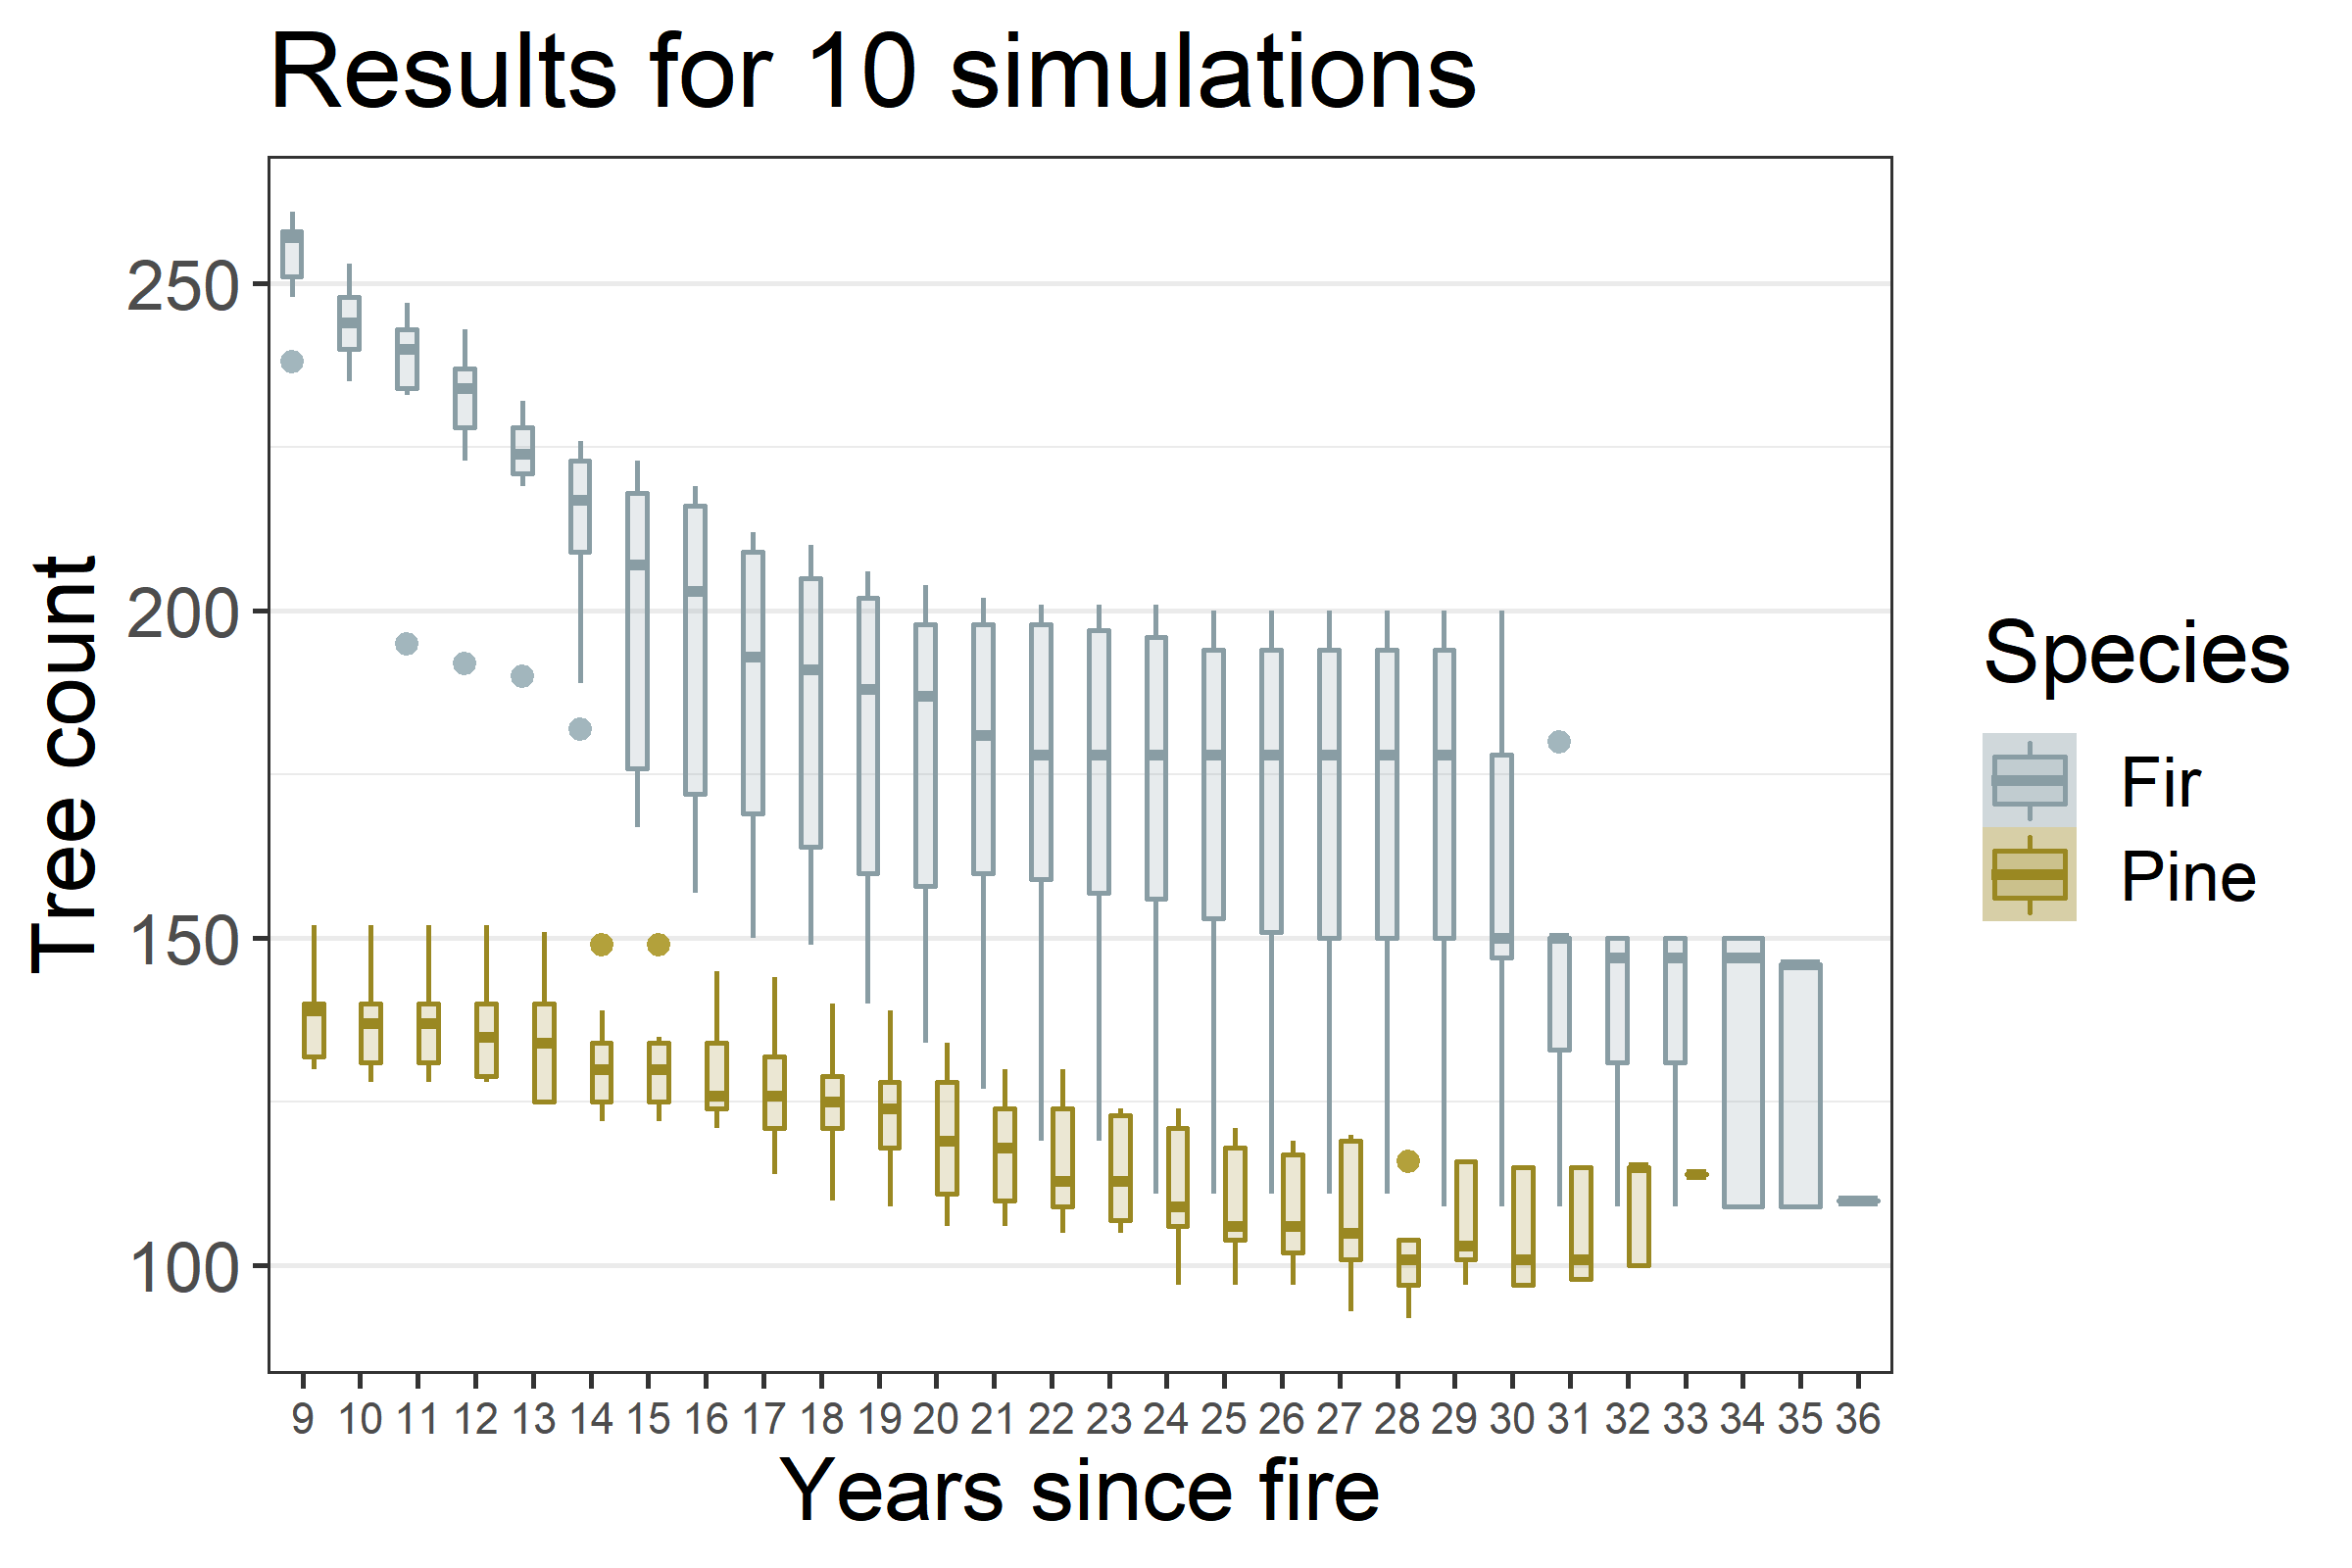 Results for 10 simulations
250
200
150
100
Tree count
9 10 11 12 13 14 15 16 17 18 19 20 21 22 23 24 25 26 27 28 29 30 31 32 33 34 35 36
Years since fire
Species
Fir
Pine